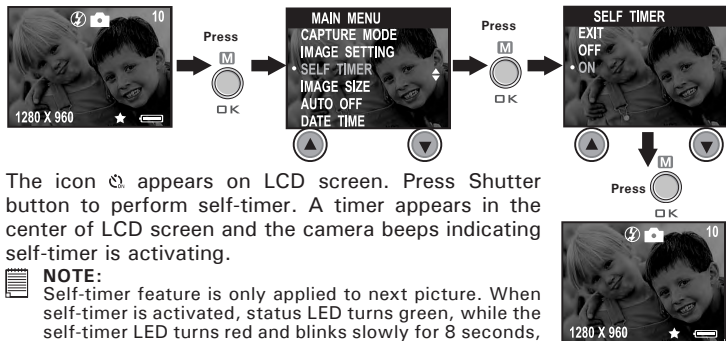 10
1280 X 960
Press
M
OK
MAIN MENU
CAPTURE MODE
IMAGE SETTING
SELF TIMER
IMAGE SIZE
AUTO OFF
DATE TIME
Press
M
OK
SELF TIMER
EXIT
OFF
ON
Press
M
OK
The icon appears on LCD screen. Press Shutter
button to perform self-timer. A timer appears in the
center of LCD screen and the camera beeps indicating
self-timer is activating.
NOTE:
Self-timer feature is only applied to next picture. When
self-timer is activated, status LED turns green, while the
self-timer LED turns red and blinks slowly for 8 seconds,
10
1280 X 960